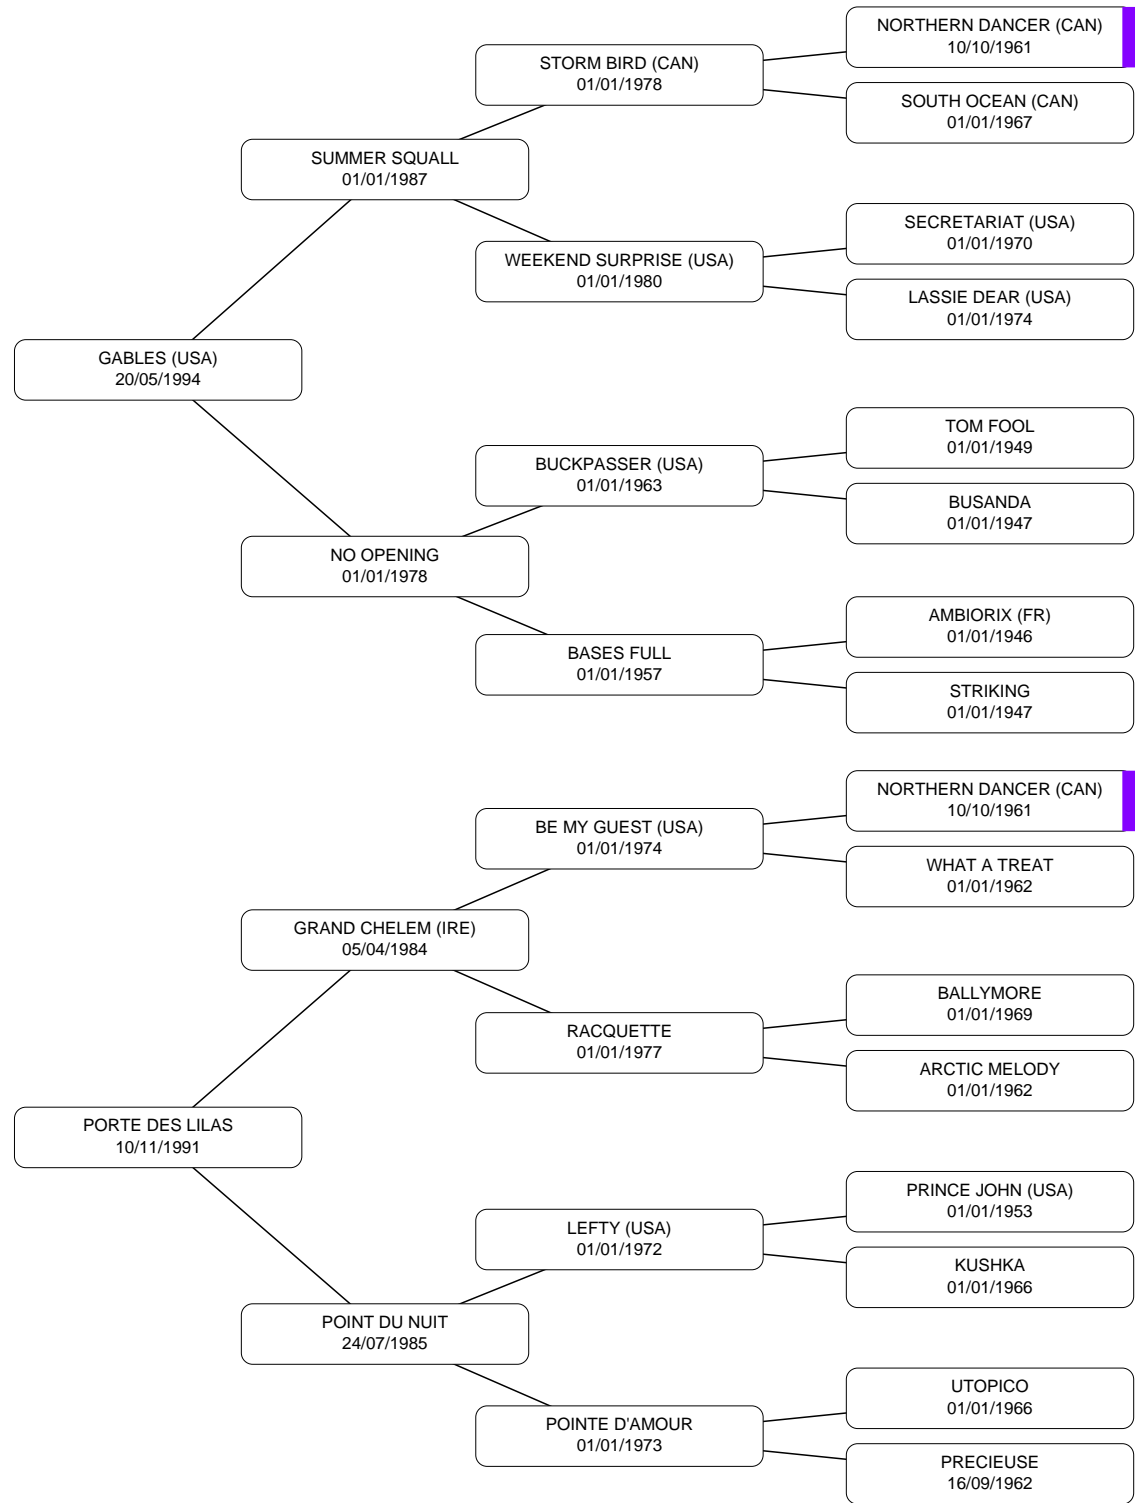 NORTHERN DANCER (CAN)
10/10/1961
STORM BIRD (CAN)
01/01/1978
SOUTH OCEAN (CAN)
01/01/1967
SUMMER SQUALL
01/01/1987
SECRETARIAT (USA)
01/01/1970
WEEKEND SURPRISE (USA)
01/01/1980
LASSIE DEAR (USA)
01/01/1974
GABLES (USA)
20/05/1994
TOM FOOL
01/01/1949
BUCKPASSER (USA)
01/01/1963
BUSANDA
01/01/1947
NO OPENING
01/01/1978
AMBIORIX (FR)
01/01/1946
BASES FULL
01/01/1957
STRIKING
01/01/1947
NORTHERN DANCER (CAN)
10/10/1961
BE MY GUEST (USA)
01/01/1974
WHAT A TREAT
01/01/1962
GRAND CHELEM (IRE)
05/04/1984
BALLYMORE
01/01/1969
RACQUETTE
01/01/1977
ARCTIC MELODY
01/01/1962
PORTE DES LILAS
10/11/1991
PRINCE JOHN (USA)
01/01/1953
LEFTY (USA)
01/01/1972
KUSHKA
01/01/1966
POINT DU NUIT
24/07/1985
UTOPICO
01/01/1966
POINTE D'AMOUR
01/01/1973
PRECIEUSE
16/09/1962